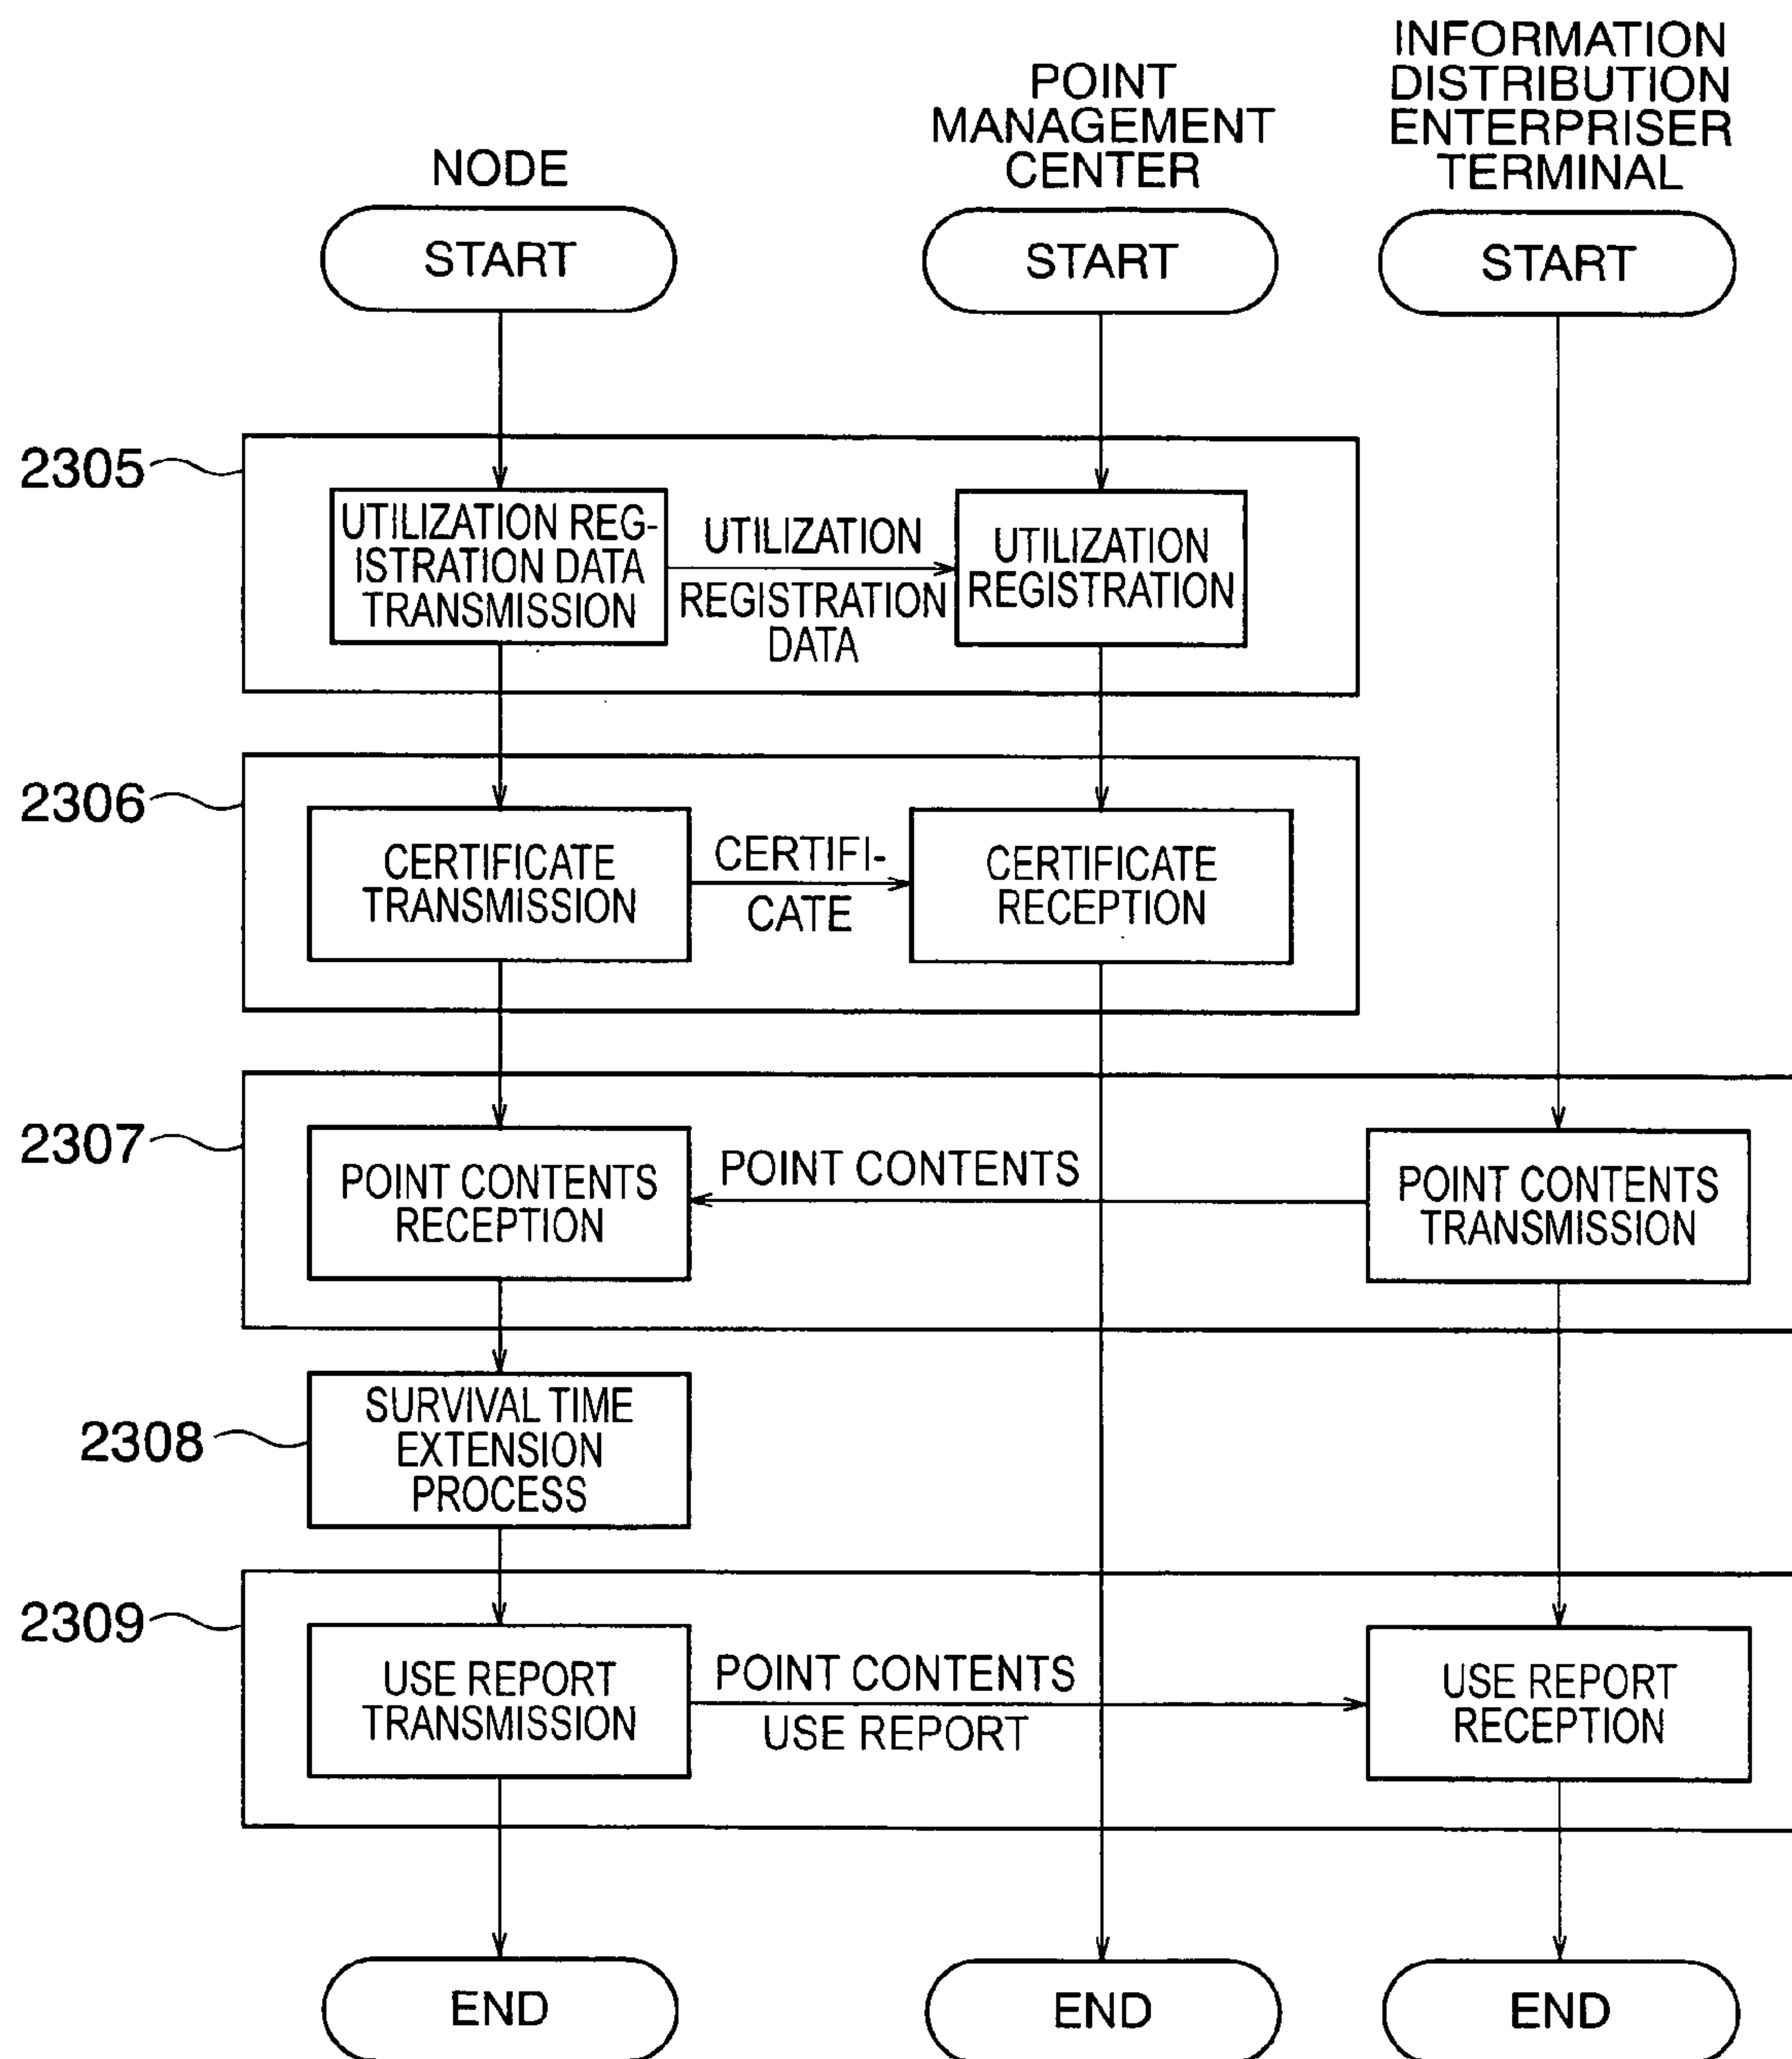 NODE
POINT
MANAGEMENT
CENTER
INFORMATION
DISTRIBUTION
ENTERPRISER
TERMINAL
START
START
START
2305
UTILIZATION REG-
ISTRATION DATA
TRANSMISSION
UTILIZATION
REGISTRATION
DATA
UTILIZATION
REGISTRATION
2306
CERTIFICATE
TRANSMISSION
CERTIFI-
CATE
CERTIFICATE
RECEPTION
2307
POINT CONTENTS
RECEPTION
POINT CONTENTS
POINT CONTENTS
TRANSMISSION
2308
SURVIVAL TIME
EXTENSION
PROCESS
2309
USE REPORT
TRANSMISSION
POINT CONTENTS
USE REPORT
USE REPORT
RECEPTION
END
END
END